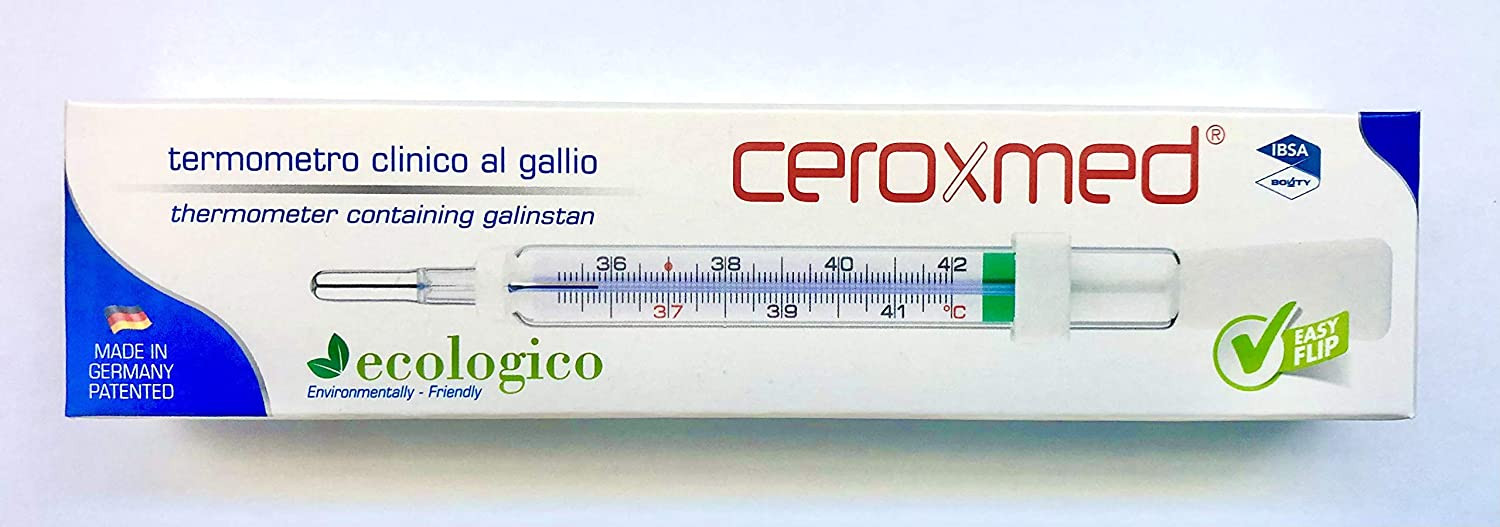 termometro clinico al gallio
thermometer containing galinstan
ceroxmed®
IBSA
BOUTY
36 38 40 42
37 39 41 °C
ecologico
Environmentally - Friendly
MADE IN
GERMANY
PATENTED
EASY
FLIP